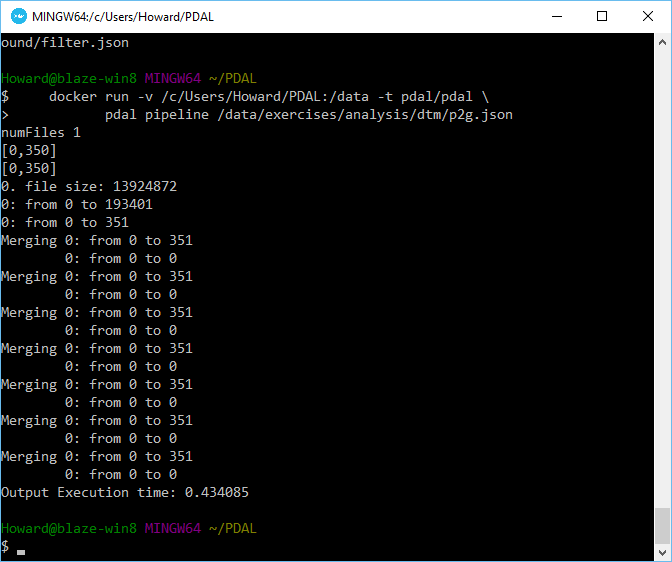 MINGW64:/c/Users/Howard/PDAL
ound/filter.json
Howard@blaze-win8 MINGW64 ~/PDAL
$     docker run -v /c/Users/Howard/PDAL:/data -t pdal/pdal \
>            pdal pipeline /data/exercises/analysis/dtm/p2g.json
numFiles 1
[0,350]
[0,350]
0. file size: 13924872
0: from 0 to 193401
0: from 0 to 351
Merging 0: from 0 to 351
        0: from 0 to 0
Merging 0: from 0 to 351
        0: from 0 to 0
Merging 0: from 0 to 351
        0: from 0 to 0
Merging 0: from 0 to 351
        0: from 0 to 0
Merging 0: from 0 to 351
        0: from 0 to 0
Merging 0: from 0 to 351
        0: from 0 to 0
Merging 0: from 0 to 351
        0: from 0 to 0
Output Execution time: 0.434085
Howard@blaze-win8 MINGW64 ~/PDAL
$